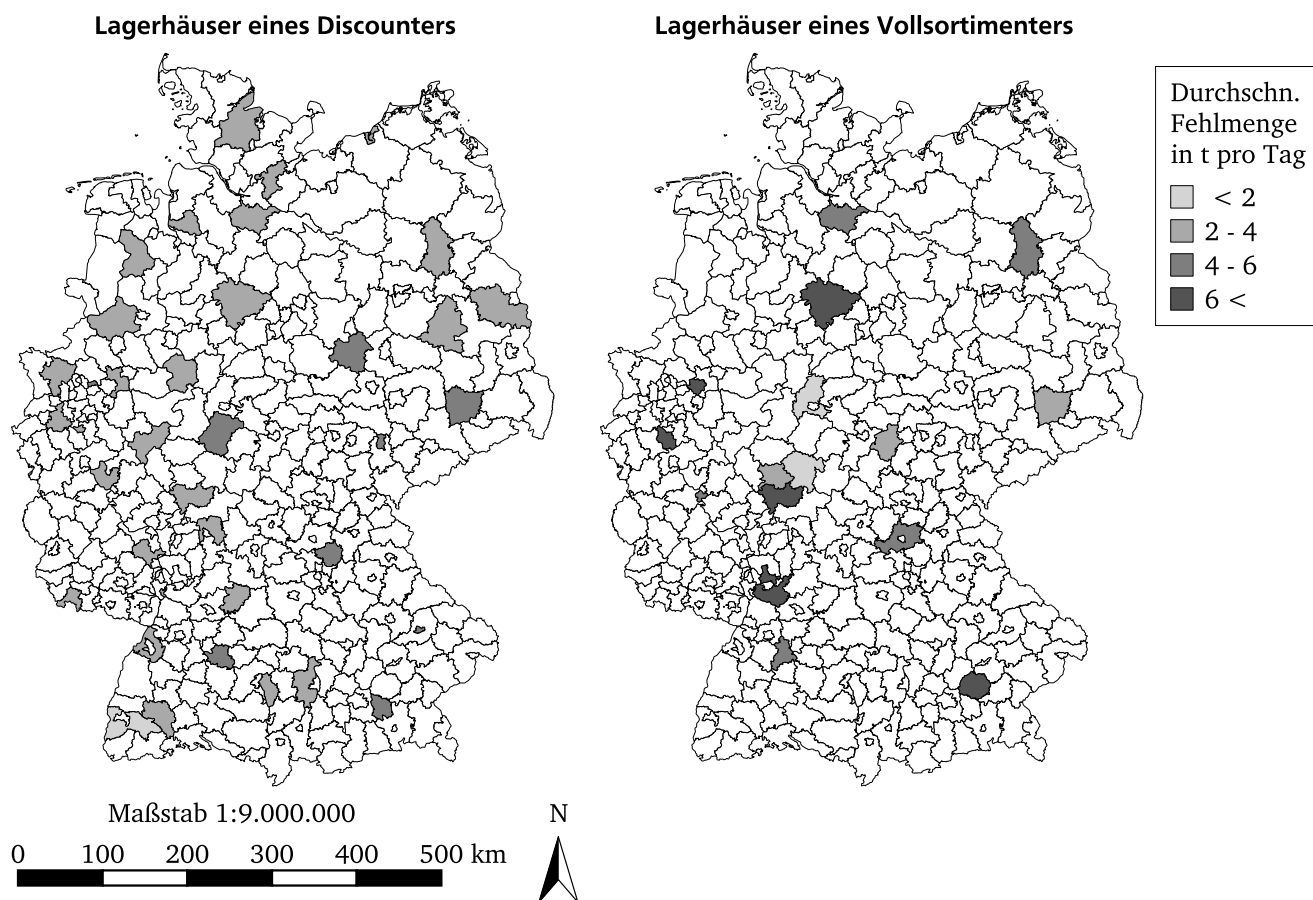 Lagerhäuser eines Discounters
Lagerhäuser eines Vollsortimenters
Durchschn.
Fehlmenge
in t pro Tag
< 2
2 - 4
4 - 6
6 <
Maßstab 1:9.000.000
N
0 100 200 300 400 500 km